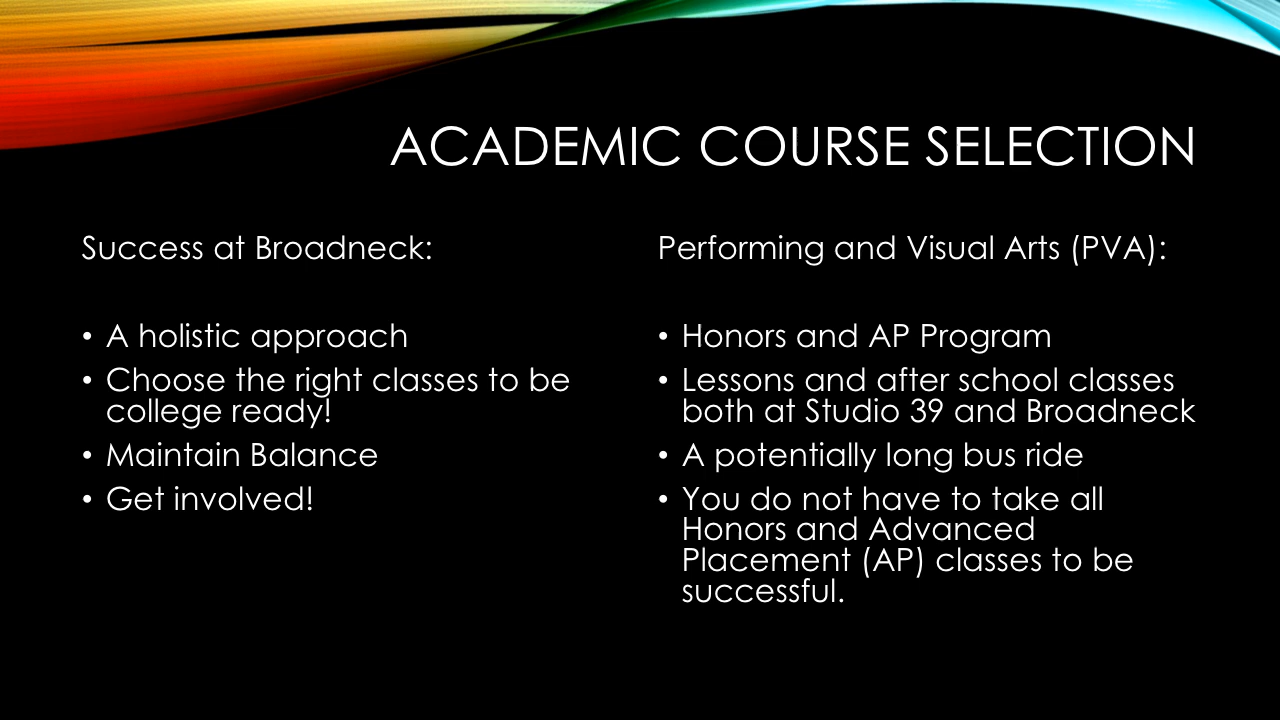 ACADEMIC COURSE SELECTION
Success at Broadneck:
• A holistic approach
• Choose the right classes to be
college ready!
• Maintain Balance
• Get involved!
Performing and Visual Arts (PVA):
• Honors and AP Program
• Lessons and after school classes
both at Studio 39 and Broadneck
• A potentially long bus ride
• You do not have to take all
Honors and Advanced
Placement (AP) classes to be
successful.